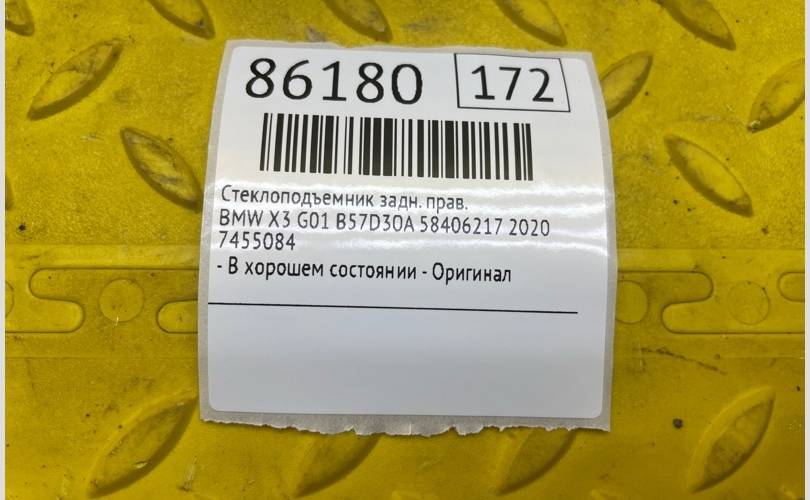 86180 172
Стеклоподъемник задн. прав.
BMW X3 G01 B57D30A 58406217 2020
7455084
- В хорошем состоянии - Оригинал